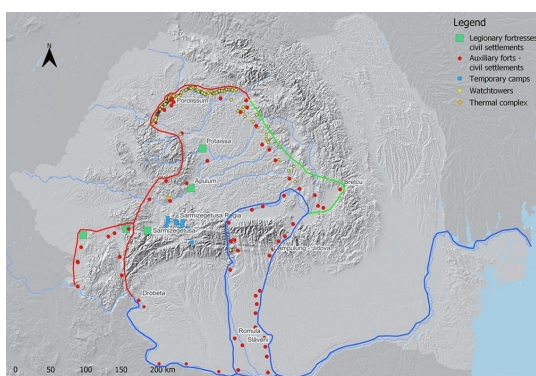 Legend
Legionary fortresses -
civil settlements
Auxiliary forts -
civil settlements
Temporary camps
Watchtowers
Thermal complex
N
Porolissum
Potaissa
Apulum
Brețcu
Sarmizegetusa Regia
Sarmizegetusa
Câmpulung - Jidova
Drobeta
Romula
Slăveni
0 50 100 150 200 km